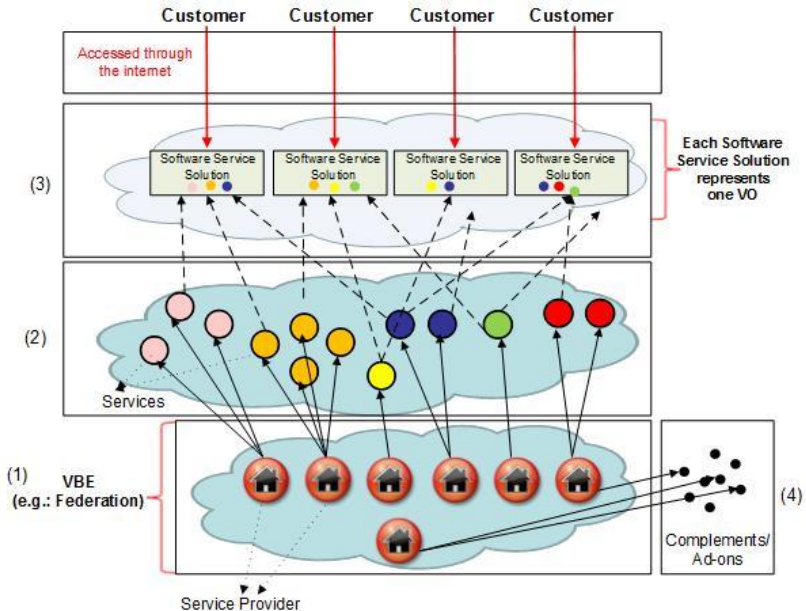 Customer Customer Customer Customer
Accessed through
the internet
(3)
Software Service
Solution
Software Service
Solution
Software Service
Solution
Software Service
Solution
Each Software
Service Solution
represents
one VO
(2)
Services
(1)
VBE
(e.g.: Federation)
(4)
Complements/
Ad-ons
Service Provider